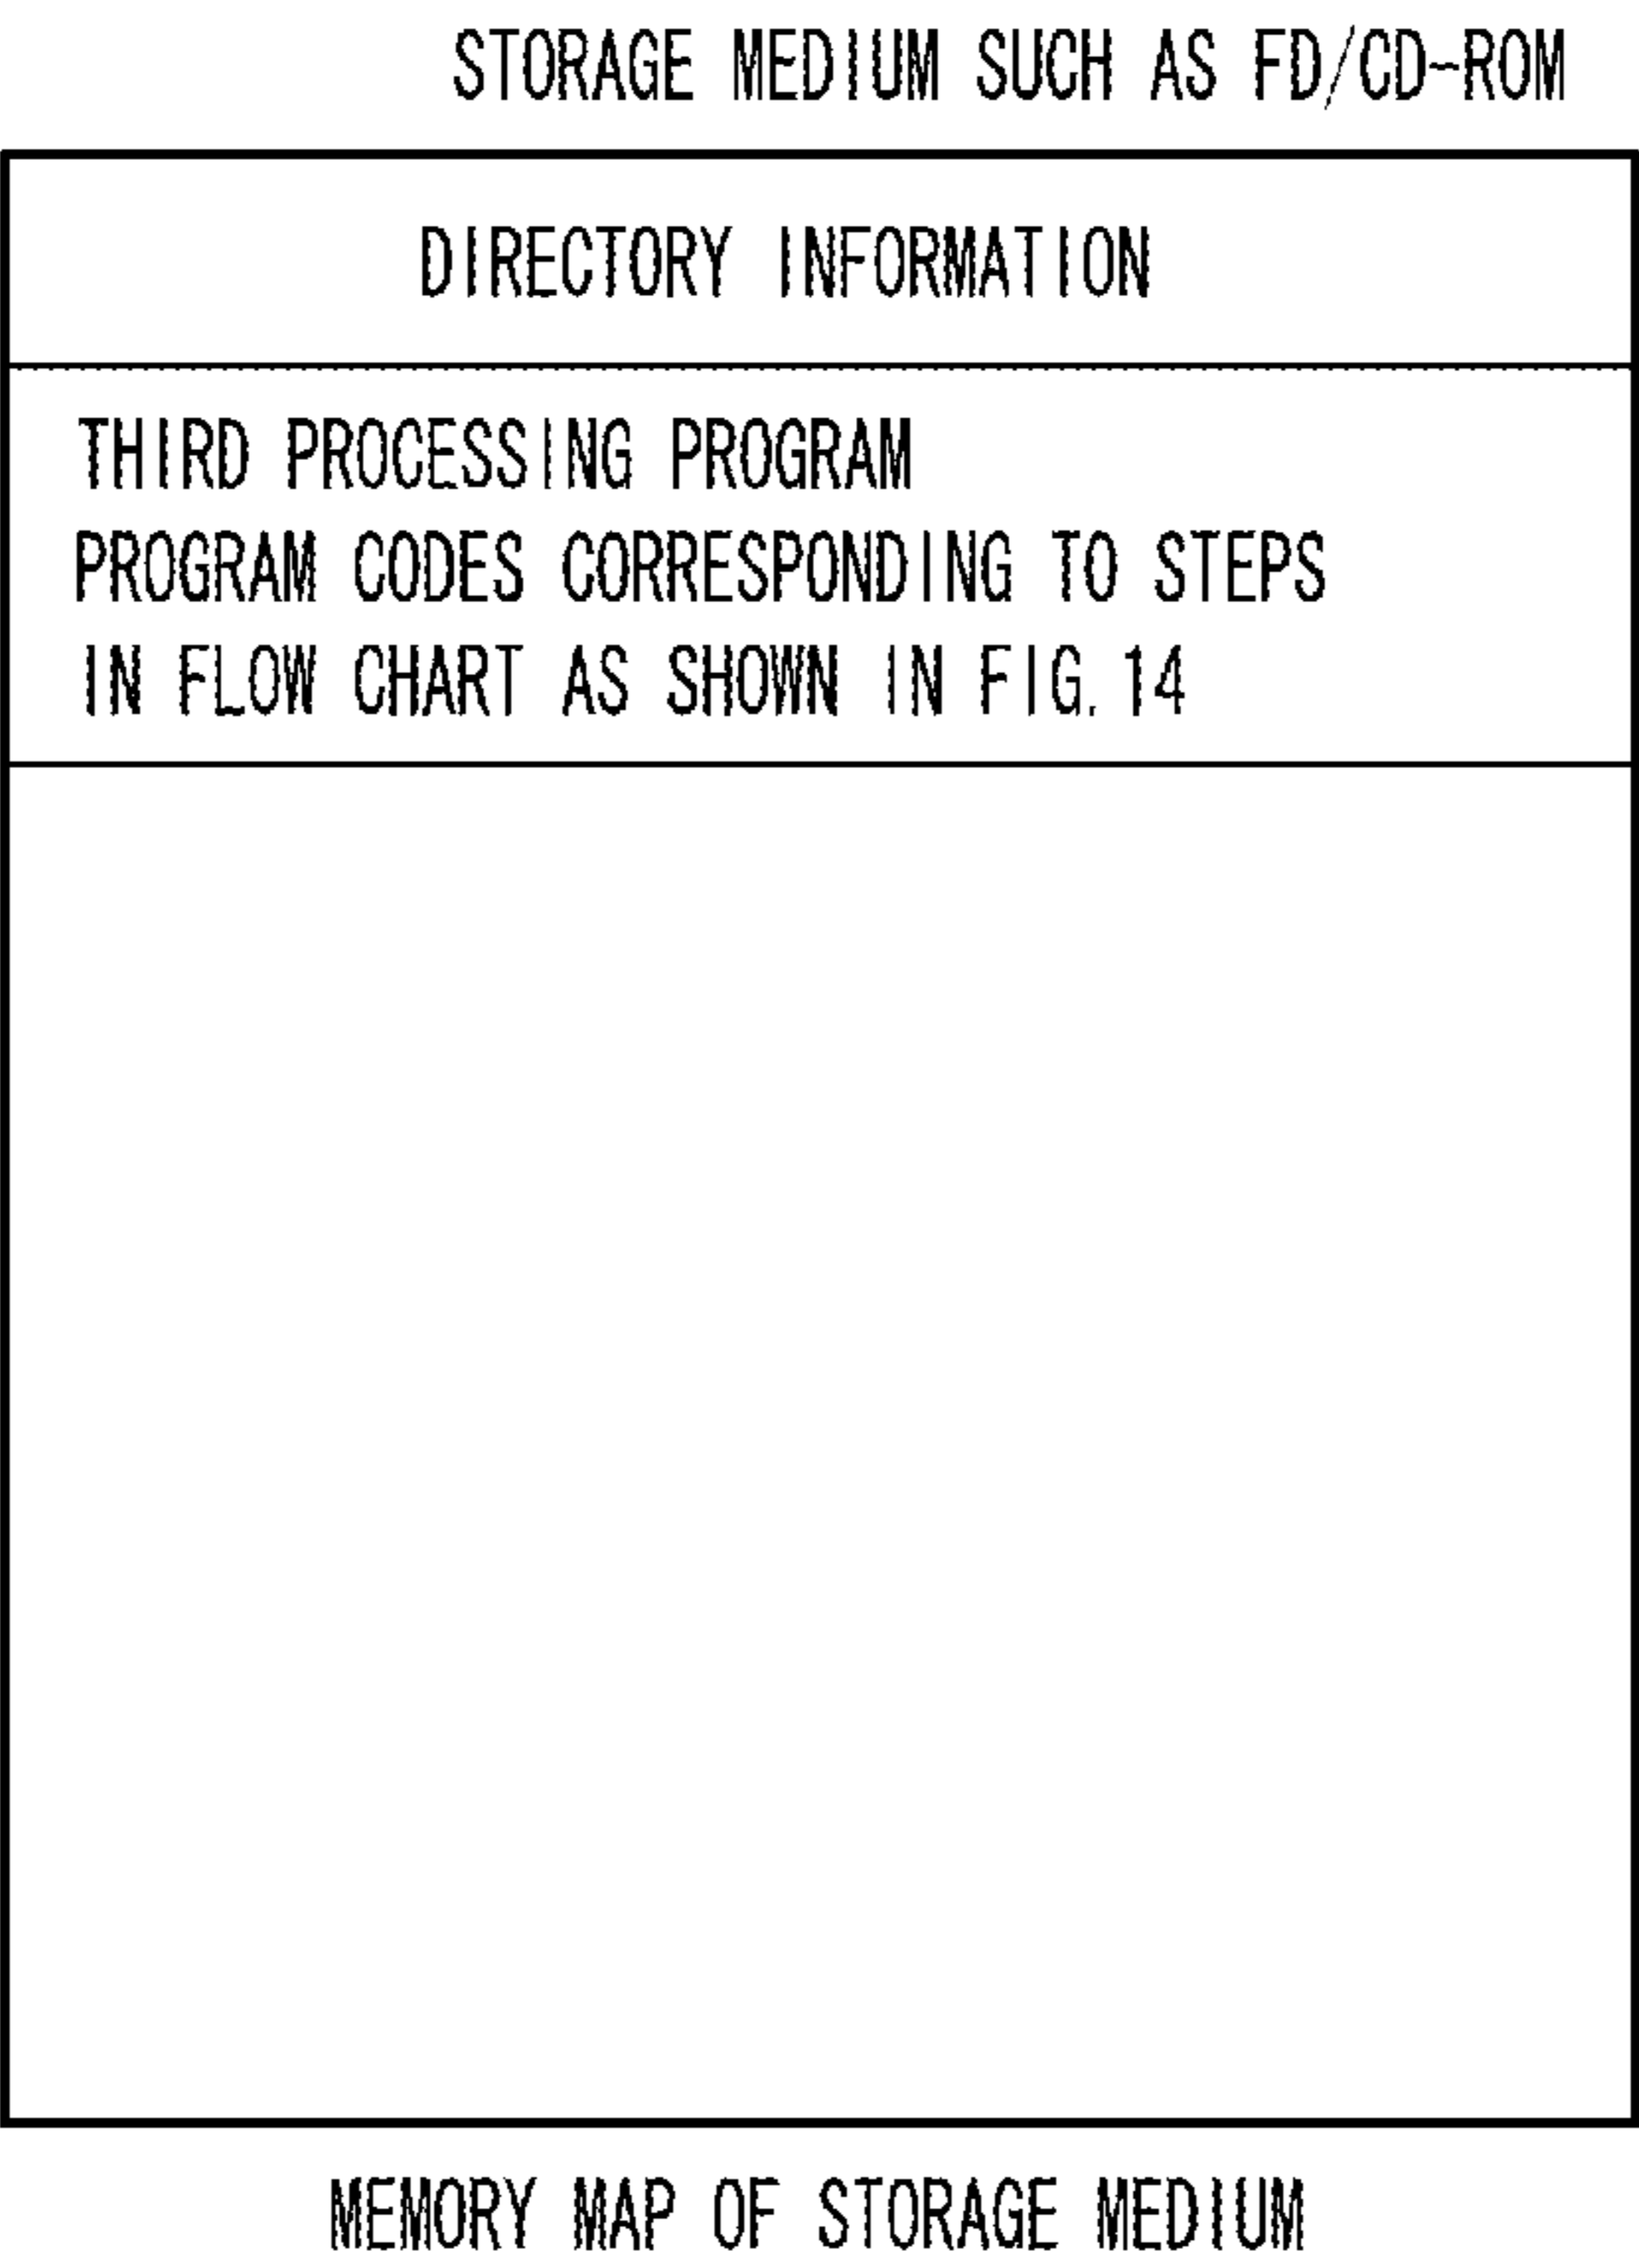 STORAGE MEDIUM SUCH AS FD/CD-ROM
DIRECTORY INFORMATION
THIRD PROCESSING PROGRAM
PROGRAM CODES CORRESPONDING TO STEPS
IN FLOW CHART AS SHOWN IN FIG. 14
MEMORY MAP OF STORAGE MEDIUM